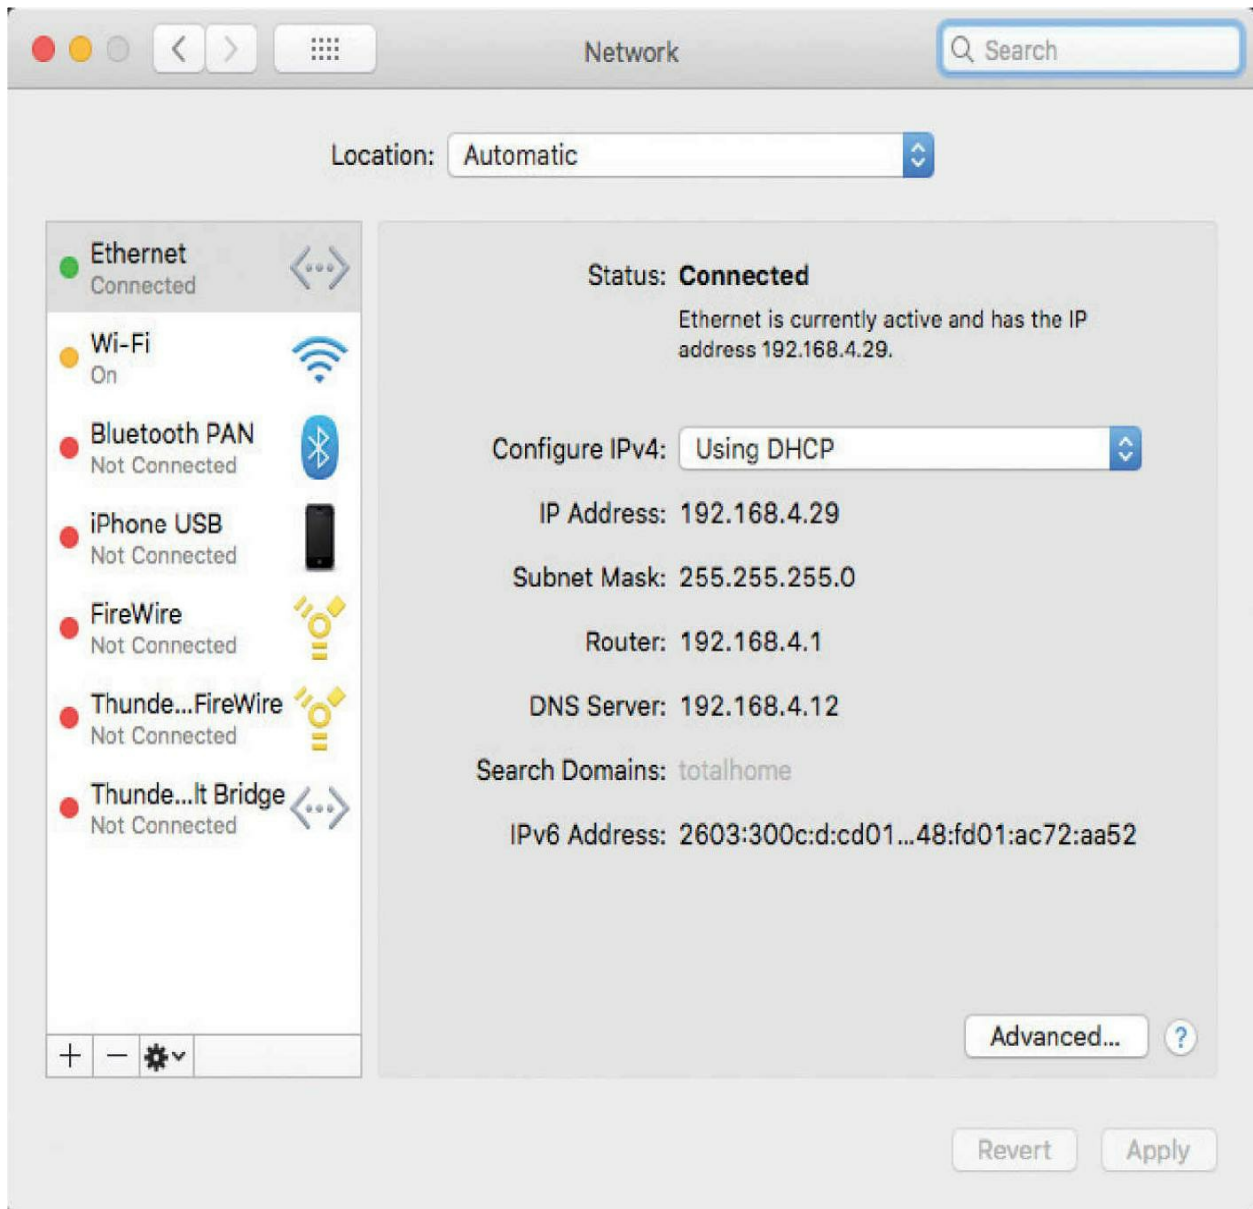 Network
Search
Location: Automatic
Ethernet
Connected
Wi-Fi
On
Bluetooth PAN
Not Connected
iPhone USB
Not Connected
FireWire
Not Connected
Thunde...FireWire
Not Connected
Thunde...lt Bridge
Not Connected
Status: Connected
Ethernet is currently active and has the IP
address 192.168.4.29.
Configure IPv4: Using DHCP
IP Address: 192.168.4.29
Subnet Mask: 255.255.255.0
Router: 192.168.4.1
DNS Server: 192.168.4.12
Search Domains: totalhome
IPv6 Address: 2603:300c:d:cd01...48:fd01:ac72:aa52
Advanced... ?
Revert Apply